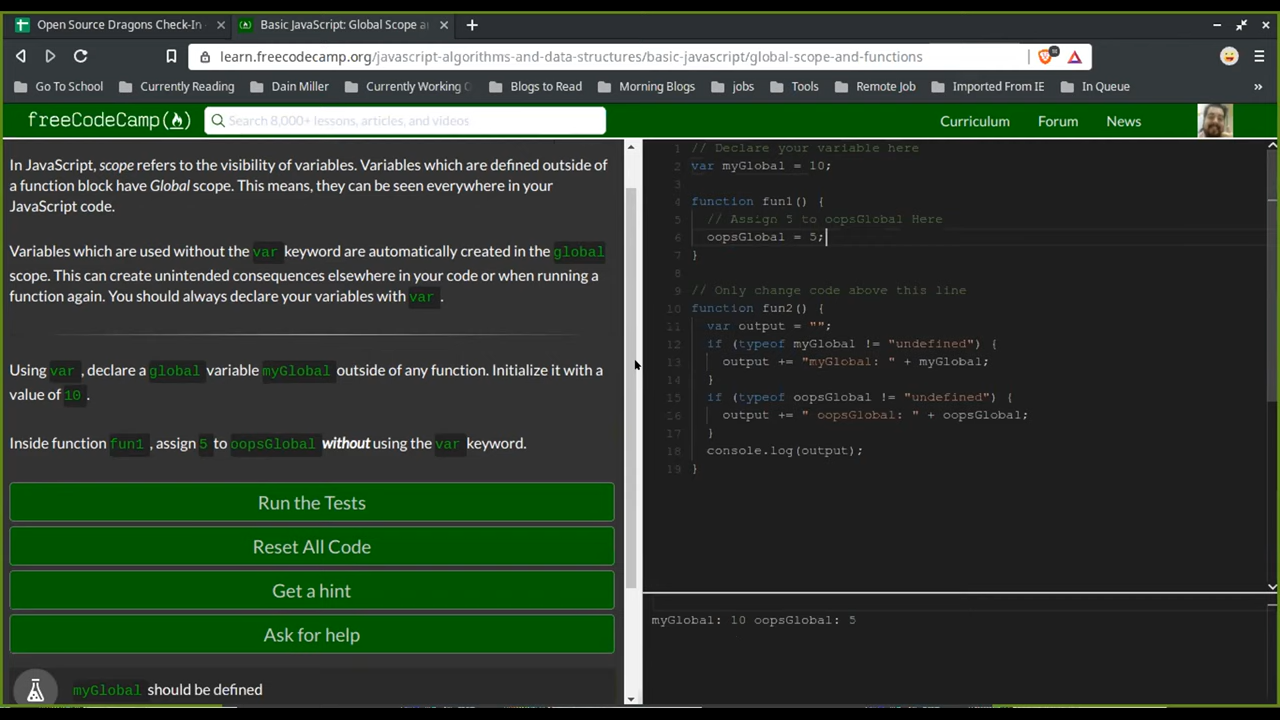 Open Source Dragons Check-In
Basic JavaScript: Global Scope a
learn.freecodecamp.org/javascript-algorithms-and-data-structures/basic-javascript/global-scope-and-functions
Go To School
Currently Reading
Dain Miller
Currently Working O
Blogs to Read
Morning Blogs
jobs
Tools
Remote Job
Imported From IE
In Queue
»
freeCodeCamp
Search 8,000+ lessons, articles, and videos
Curriculum
Forum
News
In JavaScript, scope refers to the visibility of variables. Variables which are defined outside of
a function block have Global scope. This means, they can be seen everywhere in your
JavaScript code.
Variables which are used without the var keyword are automatically created in the global
scope. This can create unintended consequences elsewhere in your code or when running a
function again. You should always declare your variables with var .
Using var , declare a global variable myGlobal outside of any function. Initialize it with a
value of 10 .
Inside function fun1 , assign 5 to oopsGlobal without using the var keyword.
Run the Tests
Reset All Code
Get a hint
Ask for help
myGlobal should be defined
1 // Declare your variable here
2 var myGlobal = 10;
3
4 function fun1() {
5 // Assign 5 to oopsGlobal Here
6 oopsGlobal = 5;
7 }
8
9 // Only change code above this line
10 function fun2() {
11 var output = "";
12 if (typeof myGlobal != "undefined") {
13 output += "myGlobal: " + myGlobal;
14 }
15 if (typeof oopsGlobal != "undefined") {
16 output += " oopsGlobal: " + oopsGlobal;
17 }
18 console.log(output);
19 }
myGlobal: 10 oopsGlobal: 5